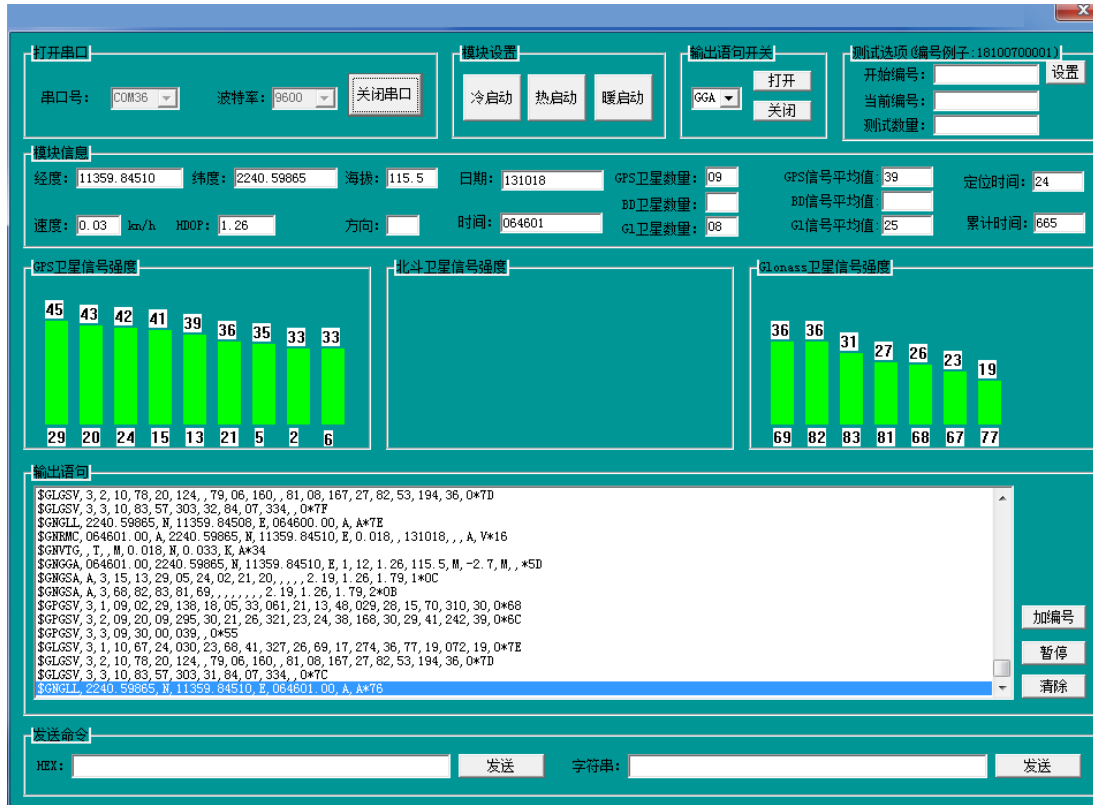 打开串口
串口号: COM36 波特率: 9600 关闭串口
模块设置
冷启动 热启动 暖启动
输出语句开关
GGA 打开
关闭
测试选项(编号例子:18100700001)
开始编号: 设置
当前编号:
测试数量:
模块信息
经度: 11359.84510 纬度: 2240.59865 海拔: 115.5 日期: 131018 GPS卫星数量: 09 GPS信号平均值: 39 定位时间: 24
BD卫星数量: BD信号平均值:
速度: 0.03 km/h HDOP: 1.26 方向: 时间: 064601 Gl卫星数量: 08 Gl信号平均值: 25 累计时间: 665
GPS卫星信号强度
45 43 42 41 39 36 35 33 33
29 20 24 15 13 21 5 2 6
北斗卫星信号强度
Glonass卫星信号强度
36 36 31 27 26 23 19
69 82 83 81 68 67 77
输出语句
$GLGSV,3,2,10,78,20,124,,79,06,160,,81,08,167,27,82,53,194,36,0*7D
$GLGSV,3,3,10,83,57,303,32,84,07,334,,0*7F
$GNGLL,2240.59865,N,11359.84508,E,064600.00,A,A*7E
$GNRMC,064601.00,A,2240.59865,N,11359.84510,E,0.018,,131018,,,A,V*16
$GNVTG,,T,,M,0.018,N,0.033,K,A*34
$GNGGA,064601.00,2240.59865,N,11359.84510,E,1,12,1.26,115.5,M,-2.7,M,,*5D
$GNGSA,A,3,15,13,29,05,24,02,21,20,,,,,2.19,1.26,1.79,1*0C
$GNGSA,A,3,68,82,83,81,69,,,,,,,,2.19,1.26,1.79,2*0B
$GPGSV,3,1,09,02,29,138,18,05,33,061,21,13,48,029,28,15,70,310,30,0*68
$GPGSV,3,2,09,20,09,295,30,21,26,321,23,24,38,168,30,29,41,242,39,0*6C
$GPGSV,3,3,09,30,00,039,,0*55
$GLGSV,3,1,10,67,24,030,23,68,41,327,26,69,17,274,36,77,19,072,19,0*7E
$GLGSV,3,2,10,78,20,124,,79,06,160,,81,08,167,27,82,53,194,36,0*7D
$GLGSV,3,3,10,83,57,303,31,84,07,334,,0*7C
$GNGLL,2240.59865,N,11359.84510,E,064601.00,A,A*76
加编号
暂停
清除
发送命令
HEX: 发送 字符串: 发送